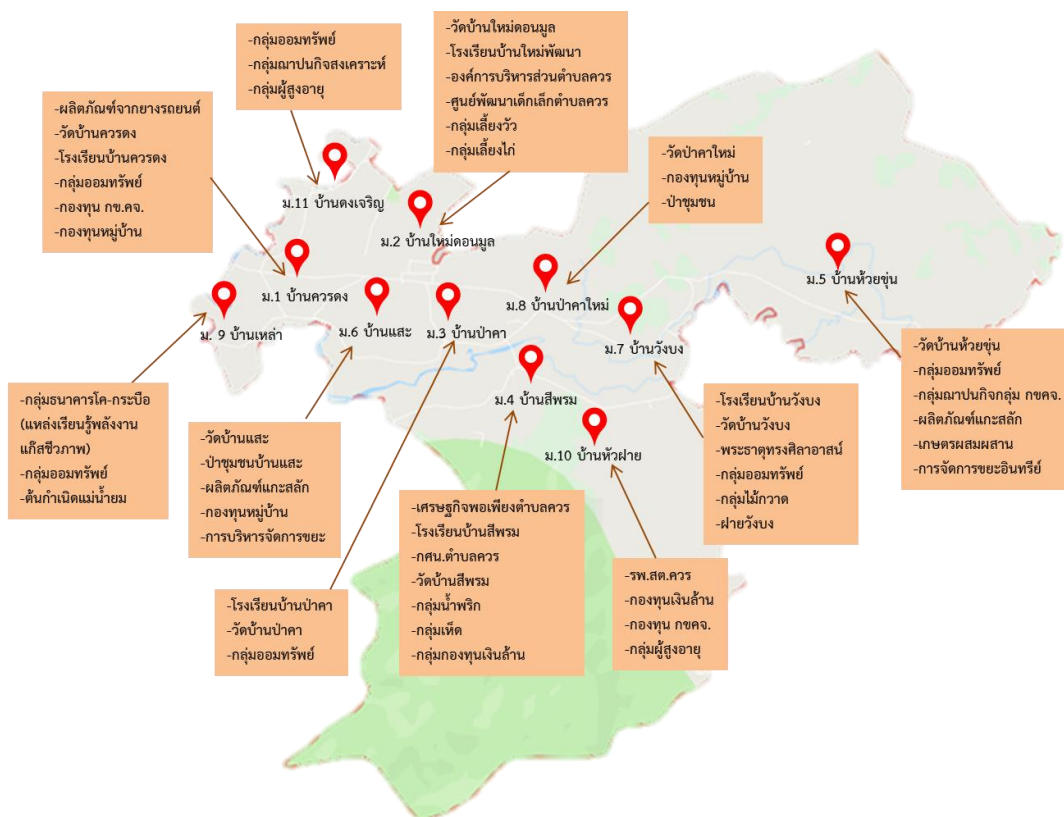 -กลุ่มออมทรัพย์
-กลุ่มฌาปนกิจสงเคราะห์
-กลุ่มผู้สูงอายุ
-วัดบ้านใหม่ดอนมูล
-โรงเรียนบ้านใหม่พัฒนา
-องค์การบริหารส่วนตำบลควร
-ศูนย์พัฒนาเด็กเล็กตำบลควร
-กลุ่มเลี้ยงวัว
-กลุ่มเลี้ยงไก่
-ผลิตภัณฑ์จากยางรถยนต์
-วัดบ้านควรดง
-โรงเรียนบ้านควรดง
-กลุ่มออมทรัพย์
-กองทุน กข.คจ.
-กองทุนหมู่บ้าน
-วัดป่าคาใหม่
-กองทุนหมู่บ้าน
-ป่าชุมชน
ม.11 บ้านดงเจริญ
ม.2 บ้านใหม่ดอนมูล
ม.1 บ้านควรดง
ม.8 บ้านป่าคาใหม่
ม.5 บ้านห้วยขุ่น
ม. 9 บ้านเหล่า
ม.6 บ้านแสะ
ม.3 บ้านป่าคา
ม.7 บ้านวังบง
ม.4 บ้านสีพรม
ม.10 บ้านหัวฝาย
-กลุ่มธนาคารโค-กระบือ
(แหล่งเรียนรู้พลังงาน
แก๊สชีวภาพ)
-กลุ่มออมทรัพย์
-ต้นกำเนิดแม่น้ำยม
-วัดบ้านแสะ
-ป่าชุมชนบ้านแสะ
-ผลิตภัณฑ์แกะสลัก
-กองทุนหมู่บ้าน
-การบริหารจัดการขยะ
-โรงเรียนบ้านป่าคา
-วัดบ้านป่าคา
-กลุ่มออมทรัพย์
-เศรษฐกิจพอเพียงตำบลควร
-โรงเรียนบ้านสีพรม
-กศน.ตำบลควร
-วัดบ้านสีพรม
-กลุ่มน้ำพริก
-กลุ่มเห็ด
-กลุ่มกองทุนเงินล้าน
-รพ.สต.ควร
-กองทุนเงินล้าน
-กองทุน กขคจ.
-กลุ่มผู้สูงอายุ
-โรงเรียนบ้านวังบง
-วัดบ้านวังบง
-พระธาตุทรงศิลาอาสน์
-กลุ่มออมทรัพย์
-กลุ่มไม้กวาด
-ฝายวังบง
-วัดบ้านห้วยขุ่น
-กลุ่มออมทรัพย์
-กลุ่มฌาปนกิจกลุ่ม กขคจ.
-ผลิตภัณฑ์แกะสลัก
-เกษตรผสมผสาน
-การจัดการขยะอินทรีย์